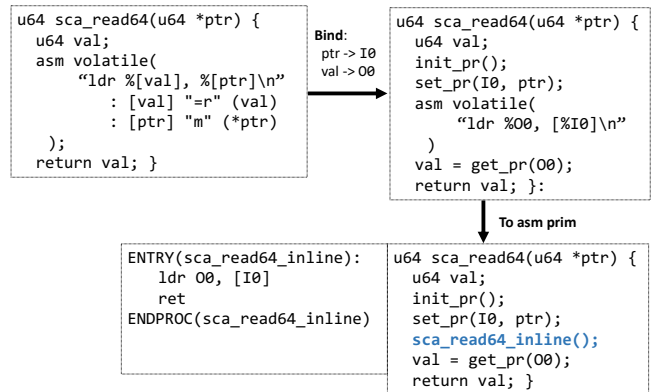 u64 sca_read64(u64 *ptr) {
u64 val;
asm volatile(
“ldr %[val], %[ptr]\n”
: [val] "=r" (val)
: [ptr] "m" (*ptr)
);
return val; }
Bind:
ptr -> I0
val -> O0
u64 sca_read64(u64 *ptr) {
u64 val;
init_pr();
set_pr(I0, ptr);
asm volatile(
“ldr %O0, [%I0]\n”
)
val = get_pr(O0);
return val; }:
To asm prim
ENTRY(sca_read64_inline):
ldr O0, [I0]
ret
ENDPROC(sca_read64_inline)
u64 sca_read64(u64 *ptr) {
u64 val;
init_pr();
set_pr(I0, ptr);
sca_read64_inline();
val = get_pr(O0);
return val; }